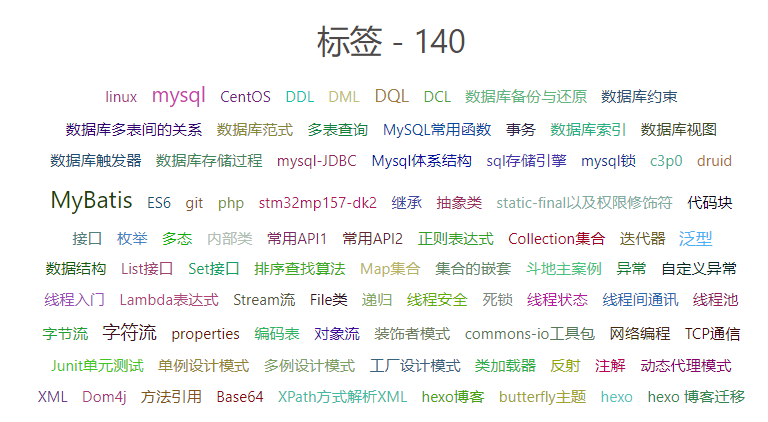 标签 - 140
linux mysql CentOS DDL DML DQL DCL 数据库备份与还原 数据库约束
数据库多表间的关系 数据库范式 多表查询 MySQL常用函数 事务 数据库索引 数据库视图
数据库触发器 数据库存储过程 mysql-JDBC Mysql体系结构 sql存储引擎 mysql锁 c3p0 druid
MyBatis ES6 git php stm32mp157-dk2 继承 抽象类 static-final以及权限修饰符 代码块
接口 枚举 多态 内部类 常用API1 常用API2 正则表达式 Collection集合 迭代器 泛型
数据结构 List接口 Set接口 排序查找算法 Map集合 集合的嵌套 斗地主案例 异常 自定义异常
线程入门 Lambda表达式 Stream流 File类 递归 线程安全 死锁 线程状态 线程间通讯 线程池
字节流 字符流 properties 编码表 对象流 装饰者模式 commons-io工具包 网络编程 TCP通信
Junit单元测试 单例设计模式 多例设计模式 工厂设计模式 类加载器 反射 注解 动态代理模式
XML Dom4j 方法引用 Base64 XPath方式解析XML hexo博客 butterfly主题 hexo hexo 博客迁移